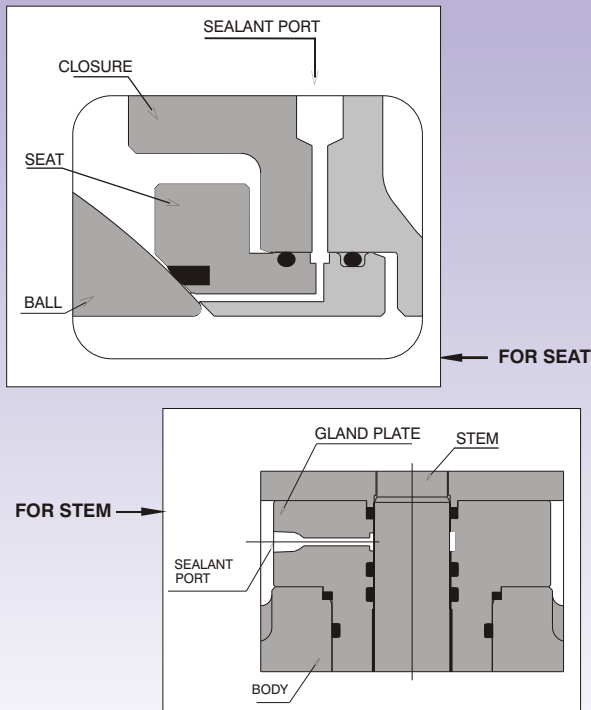 SEALANT PORT
CLOSURE
SEAT
BALL
FOR SEAT
GLAND PLATE
STEM
FOR STEM
SEALANT
PORT
BODY